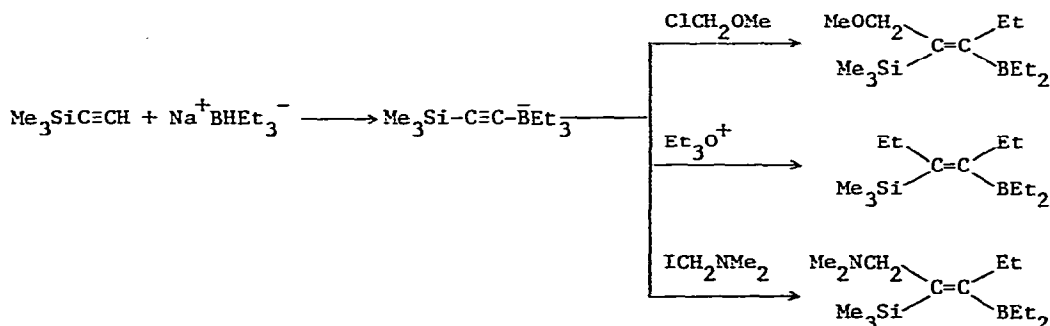 ClCH₂OMe
MeOCH₂ Et
C=C
Me₃Si BEt₂
Me₃SiC≡CH + Na⁺BHEt₃⁻ ⟶ Me₃Si-C≡C-B̄Et₃
Et₃O⁺
Et Et
C=C
Me₃Si BEt₂
ICH₂NMe₂
Me₂NCH₂ Et
C=C
Me₃Si BEt₂